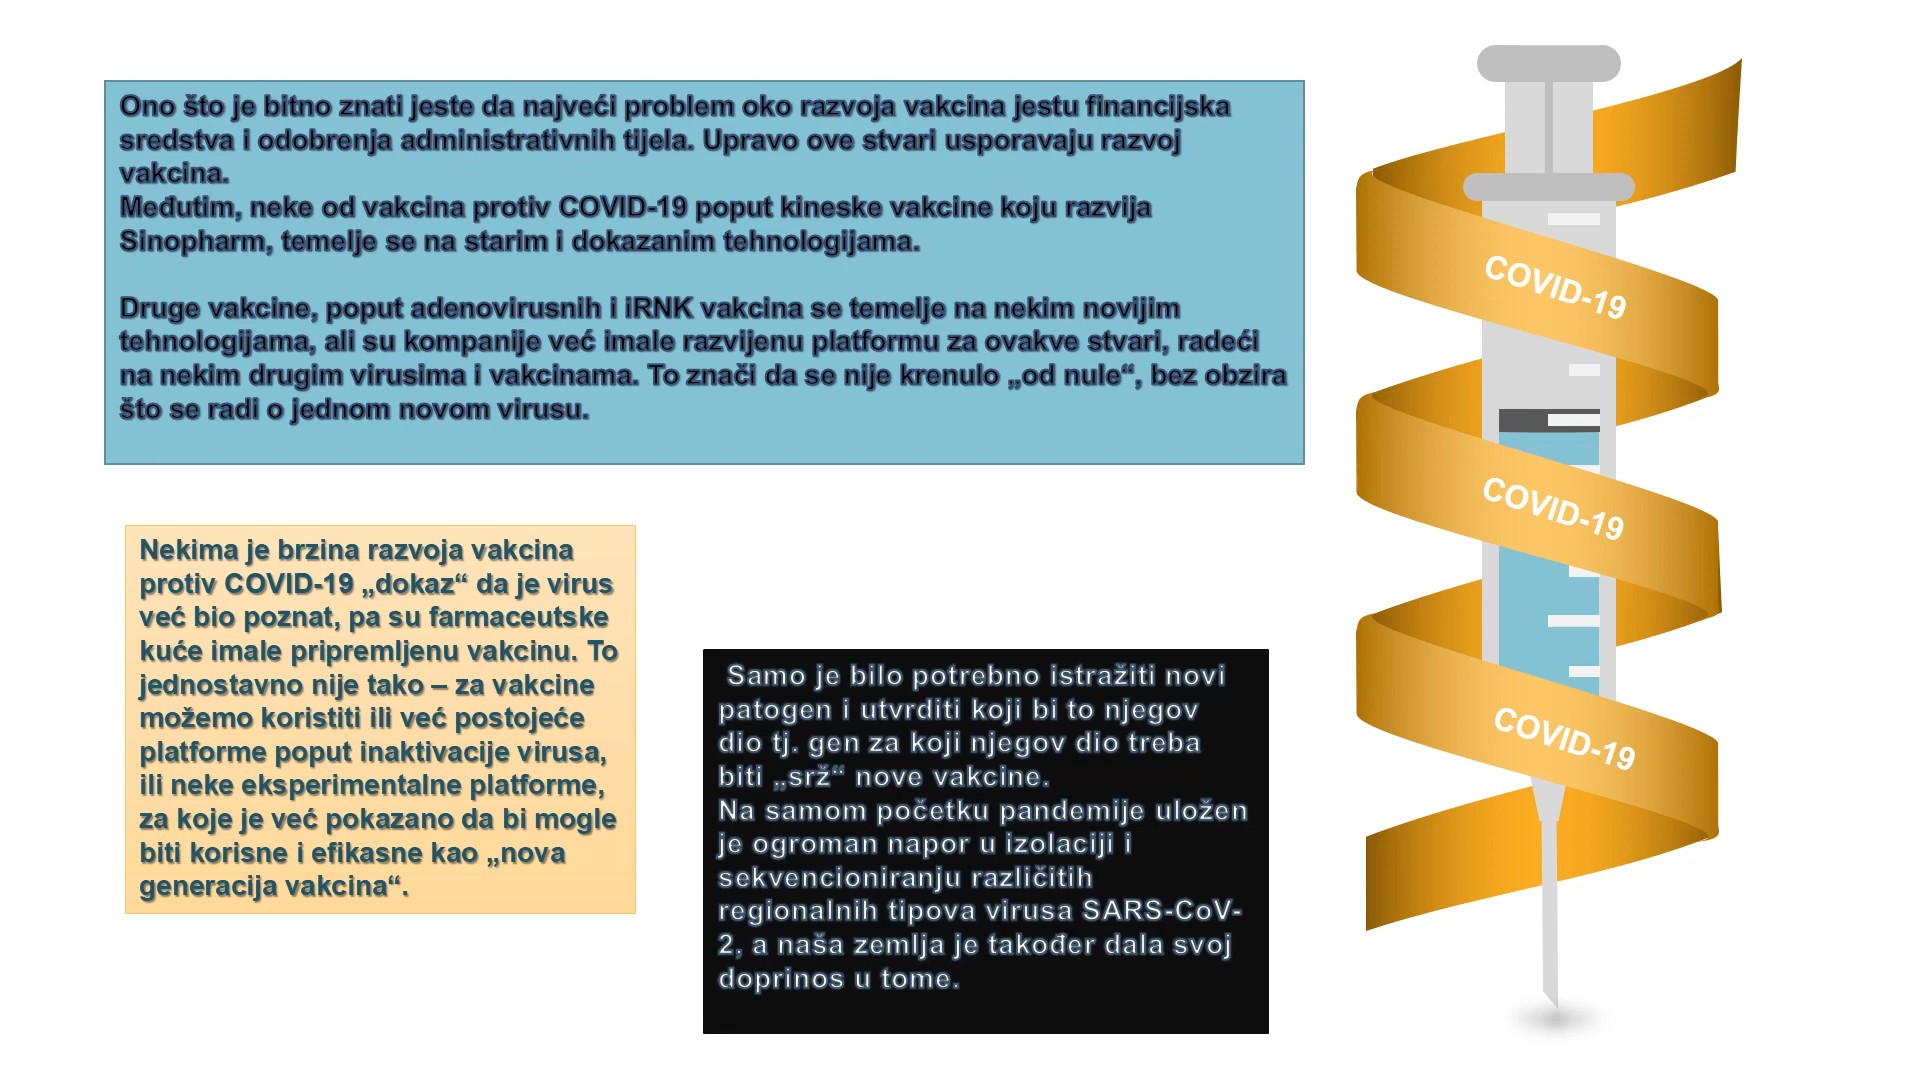 Ono što je bitno znati jeste da najveći problem oko razvoja vakcina jestu financijska
sredstva i odobrenja administrativnih tijela. Upravo ove stvari usporavaju razvoj
vakcina.
Međutim, neke od vakcina protiv COVID-19 poput kineske vakcine koju razvija
Sinopharm, temelje se na starim i dokazanim tehnologijama.
Druge vakcine, poput adenovirusnih i iRNK vakcina se temelje na nekim novijim
tehnologijama, ali su kompanije već imale razvijenu platformu za ovakve stvari, radeći
na nekim drugim virusima i vakcinama. To znači da se nije krenulo „od nule“, bez obzira
što se radi o jednom novom virusu.
Nekima je brzina razvoja vakcina
protiv COVID-19 „dokaz“ da je virus
već bio poznat, pa su farmaceutske
kuće imale pripremljenu vakcinu. To
jednostavno nije tako – za vakcine
možemo koristiti ili već postojeće
platforme poput inaktivacije virusa,
ili neke eksperimentalne platforme,
za koje je već pokazano da bi mogle
biti korisne i efikasne kao „nova
generacija vakcina“.
Samo je bilo potrebno istražiti novi
patogen i utvrditi koji bi to njegov
dio tj. gen za koji njegov dio treba
biti „srž“ nove vakcine.
Na samom početku pandemije uložen
je ogroman napor u izolaciji i
sekvencioniranju različitih
regionalnih tipova virusa SARS-CoV-
2, a naša zemlja je također dala svoj
doprinos u tome.
COVID-19
COVID-19
COVID-19